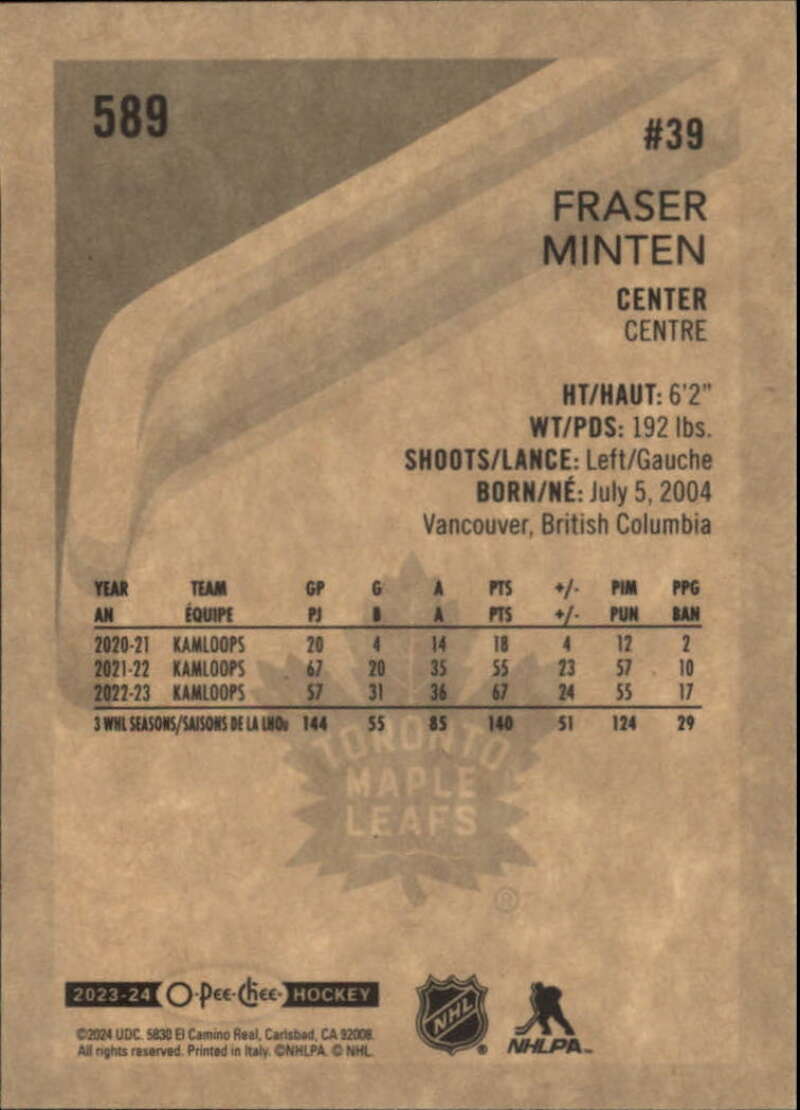 589
#39
FRASER
MINTEN
CENTER
CENTRE
HT/HAUT: 6'2"
WT/PDS: 192 lbs.
SHOOTS/LANCE: Left/Gauche
BORN/NÉ: July 5, 2004
Vancouver, British Columbia
YEAR TEAM GP G A PTS +/- PIM PPG
AN ÉQUIPE PJ B A PTS +/- PUN BAN
2020-21 KAMLOOPS 20 4 14 18 4 12 2
2021-22 KAMLOOPS 67 20 35 55 23 57 10
2022-23 KAMLOOPS 57 31 36 67 24 55 17
3 WHL SEASONS/SAISONS DE LA LHOu 144 55 85 140 51 124 29
TORONTO
MAPLE
LEAFS
®
2023-24 O-Pee-Chee HOCKEY
©2024 UDC. 5830 El Camino Real, Carlsbad, CA 92008.
All rights reserved. Printed in Italy. ©NHLPA. © NHL.
NHL
NHLPA™